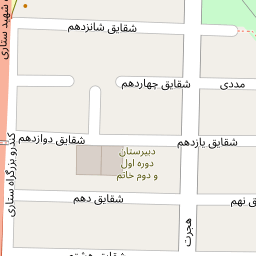 شهید ستاری
شقایق شانزدهم
شقایق چهاردهم
مددی
کندرو بزرگراه ستاری
شقایق دوازدهم
شقایق یازدهم
دبیرستان
دوره اول
و دوم خاتم
شقایق دهم
نهم
هجرت